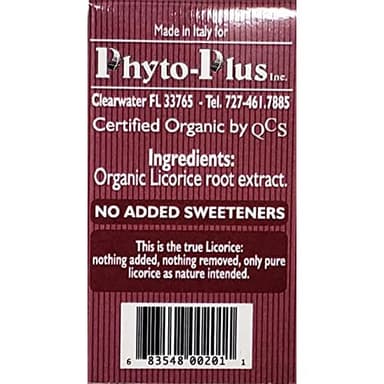 Made in Italy for
Phyto-Plus Inc.
Clearwater FL 33765 - Tel. 727-461.7885
Certified Organic by QCS
Ingredients:
Organic Licorice root extract.
NO ADDED SWEETENERS
This is the true Licorice:
nothing added, nothing removed, only pure
licorice as nature intended.
6 83548 00201 1